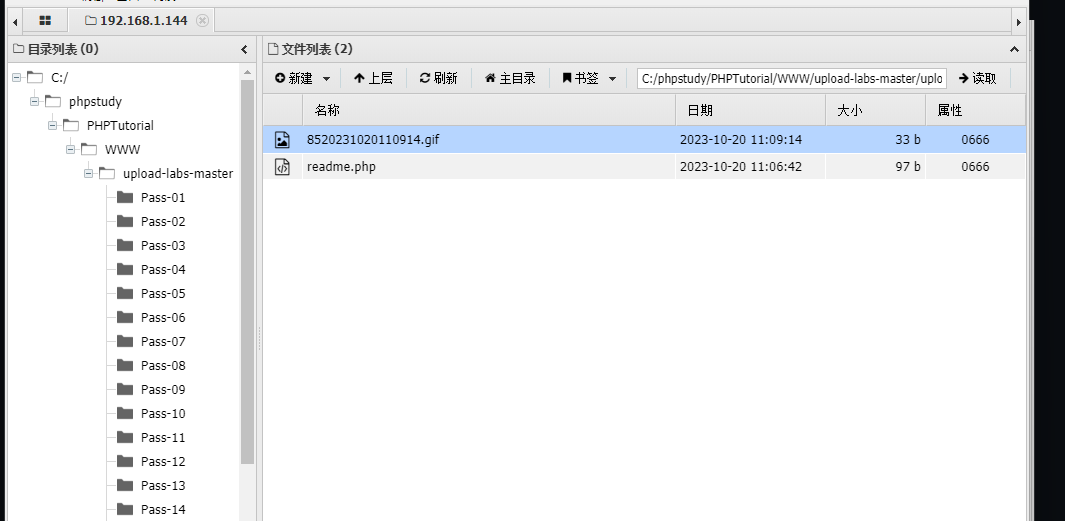 192.168.1.144
目录列表 (0)
文件列表 (2)
新建 上层 刷新 主目录 书签 C:/phpstudy/PHPTutorial/WWW/upload-labs-master/uplo 读取
名称 日期 大小 属性
8520231020110914.gif 2023-10-20 11:09:14 33 b 0666
readme.php 2023-10-20 11:06:42 97 b 0666
C:/
phpstudy
PHPTutorial
WWW
upload-labs-master
Pass-01
Pass-02
Pass-03
Pass-04
Pass-05
Pass-06
Pass-07
Pass-08
Pass-09
Pass-10
Pass-11
Pass-12
Pass-13
Pass-14